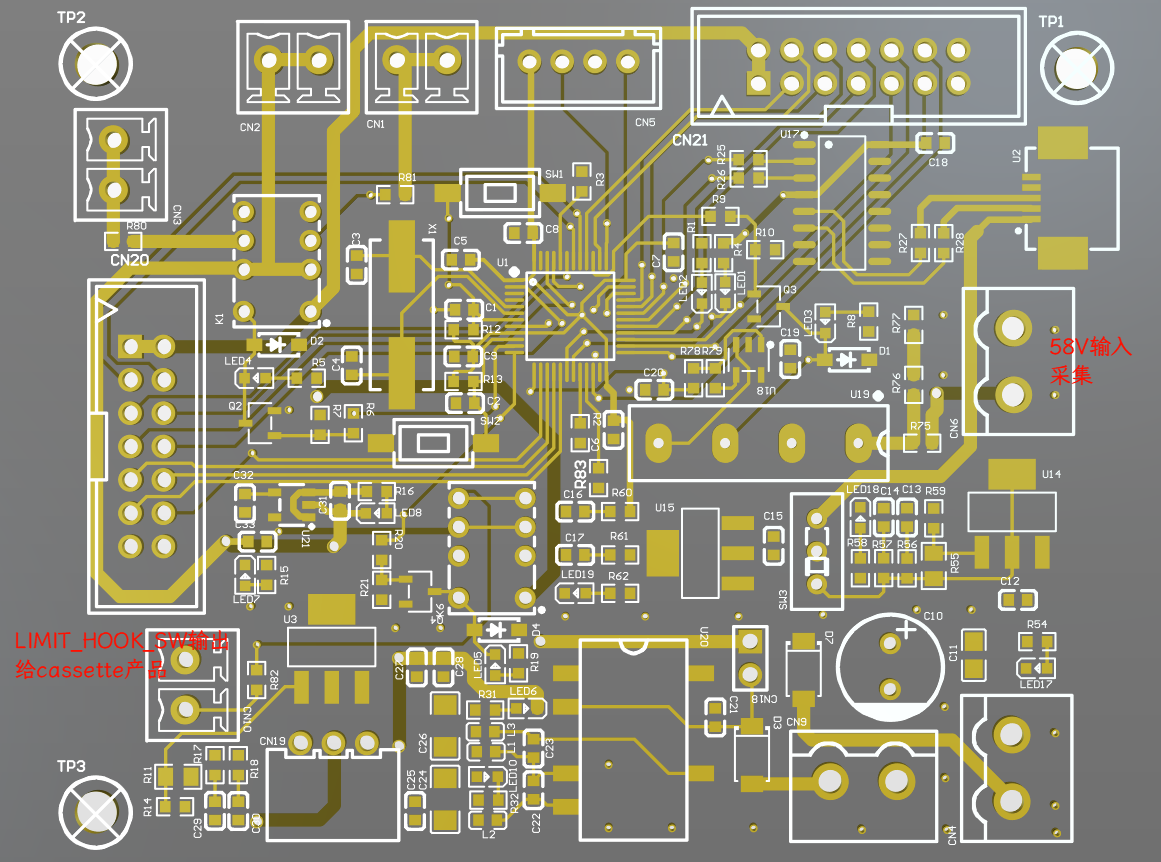 TP2
TP1
CN2
CN1
CN5
CN21
U17
C18
U2
R25
R26
R81
SW1
R3
R9
R80
CN3
CN20
X1
C3
C5
C8
U1
R1
R4
R10
C7
R27
R28
LED2
LED1
Q3
C1
R12
K1
D2
C9
R13
C4
LED4
R5
C2
SW2
Q2
R7
R6
LED3
R8
C19
D1
R77
R76
58V输入
采集
R78
R79
C20
U18
U19
CN6
R75
R2
C6
R83
C32
C33
U21
C31
R16
LED8
C16
R60
U15
C15
LED18
C14
C13
R59
U14
R20
C17
R61
R58
R57
R56
R55
LED7
R15
R21
Q4
K6
LED19
R62
SW3
C12
LIMIT_HOOK_SW输出
给cassette产品
U3
D4
U20
D7
C10
R54
C11
LED17
R82
CN10
C27
C28
LED5
R19
R31
LED6
CN18
C21
D3
CN9
CN19
L3
L1
C26
C23
TP3
R17
R18
R11
R14
C29
C30
C25
C24
LED10
R32
L2
C22
CN4